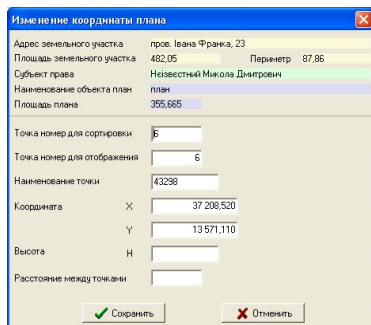 Изменение координаты плана
Адрес земельного участка пров. Івана Франка, 23
Площадь земельного участка 482,05 Периметр 87,86
Субъект права Неізвєстний Микола Дмитрович
Наименование объекта план план
Площадь плана 355,665
Точка номер для сортировки 6
Точка номер для отображения 6
Наименование точки 43298
Координата X 37 208,520
Y 13 571,110
Высота H
Расстояние между точками
Сохранить Отменить